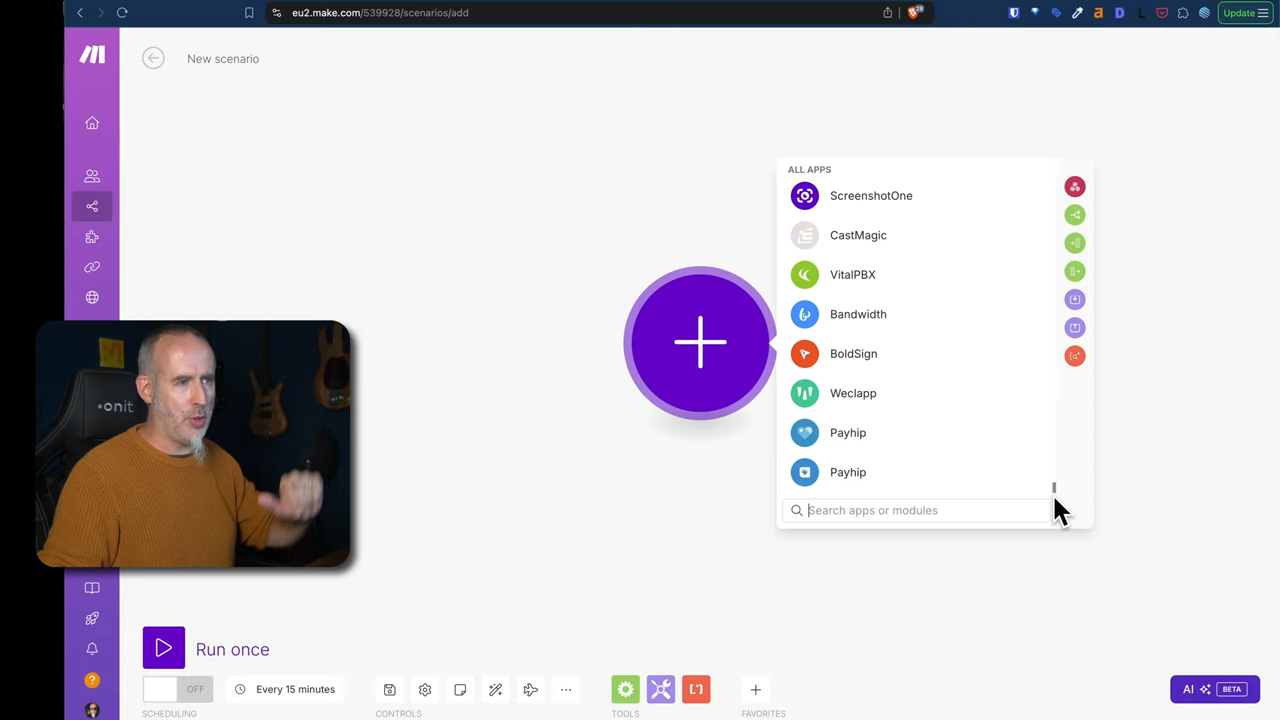 eu2.make.com/539928/scenarios/add
28
a
D
L
Update
New scenario
ALL APPS
ScreenshotOne
CastMagic
VitalPBX
Bandwidth
BoldSign
Weclapp
Payhip
Payhip
Search apps or modules
onit
Run once
OFF
Every 15 minutes
AI
BETA
SCHEDULING
CONTROLS
TOOLS
FAVORITES